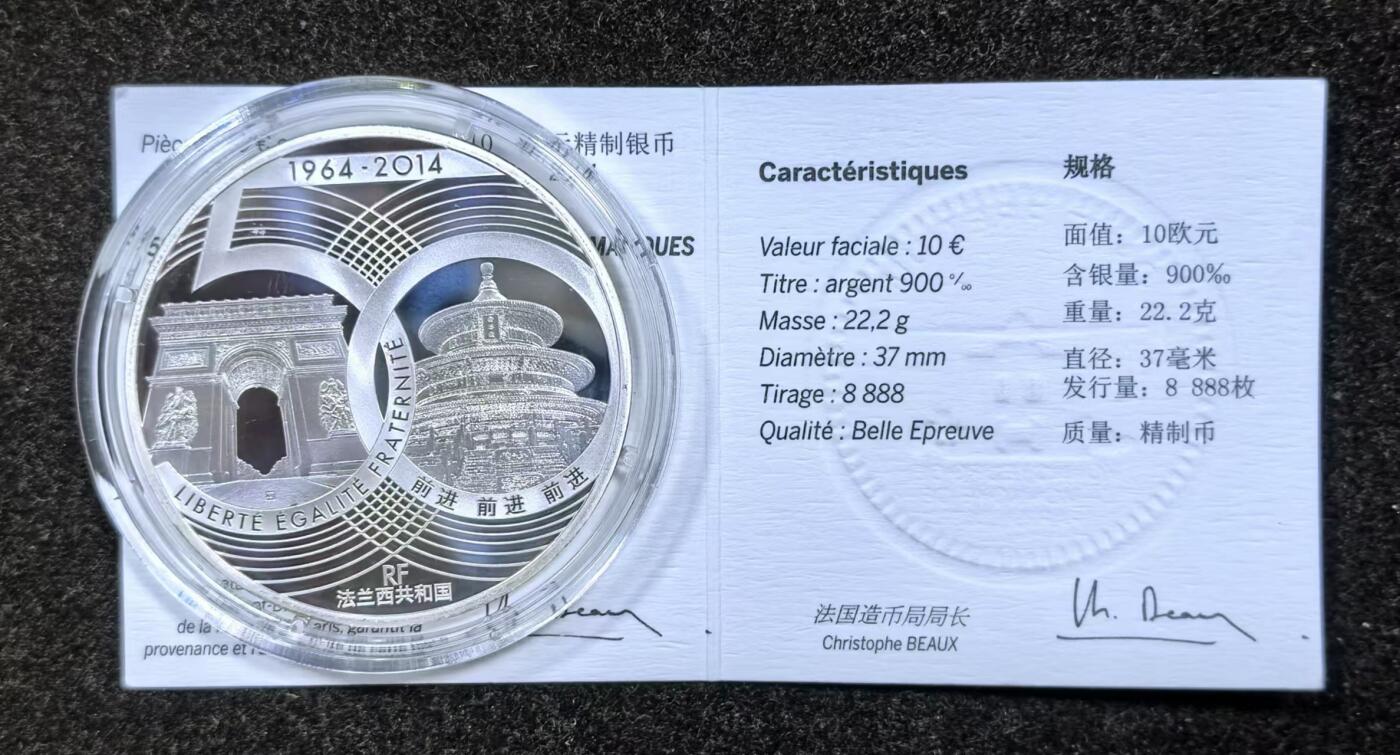 1964-2014
LIBERTÉ ÉGALITÉ FRATERNITÉ
前进 前进 前进
RF
法兰西共和国
精制银币
de la
provenance et
Caractéristiques
Valeur faciale : 10 €
Titre : argent 900 ‰
Masse : 22,2 g
Diamètre : 37 mm
Tirage : 8 888
Qualité : Belle Epreuve
规格
面值：10欧元
含银量：900‰
重量：22.2克
直径：37毫米
发行量：8 888枚
质量：精制币
法国造币局局长
Christophe BEAUX